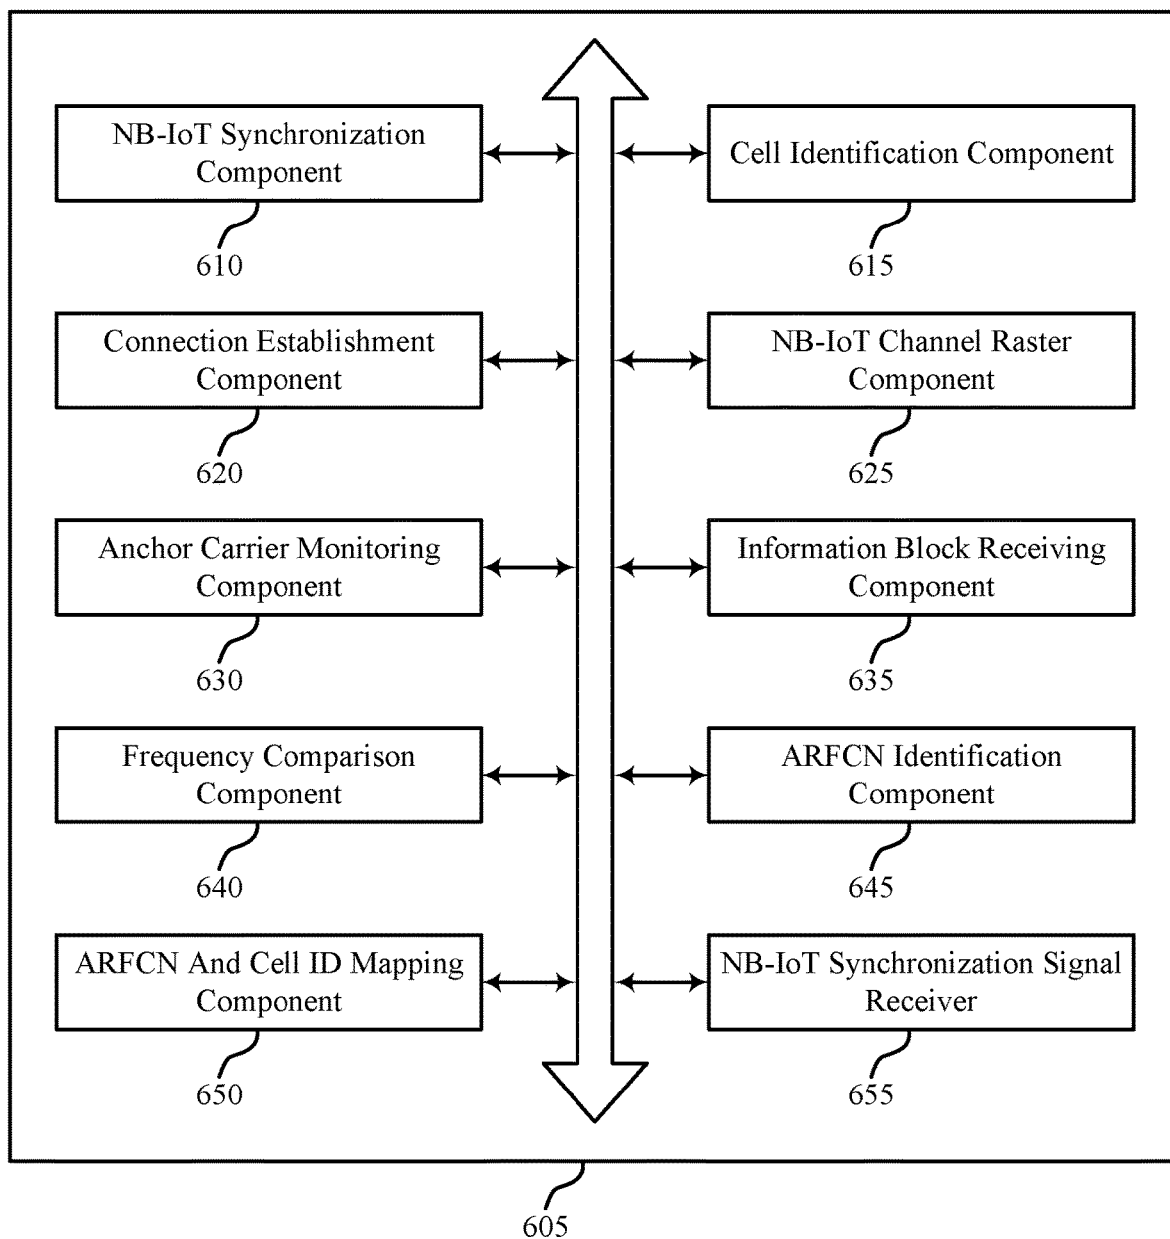 NB-IoT Synchronization
Component
610
Cell Identification Component
615
Connection Establishment
Component
620
NB-IoT Channel Raster
Component
625
Anchor Carrier Monitoring
Component
630
Information Block Receiving
Component
635
Frequency Comparison
Component
640
ARFCN Identification
Component
645
ARFCN And Cell ID Mapping
Component
650
NB-IoT Synchronization Signal
Receiver
655
605